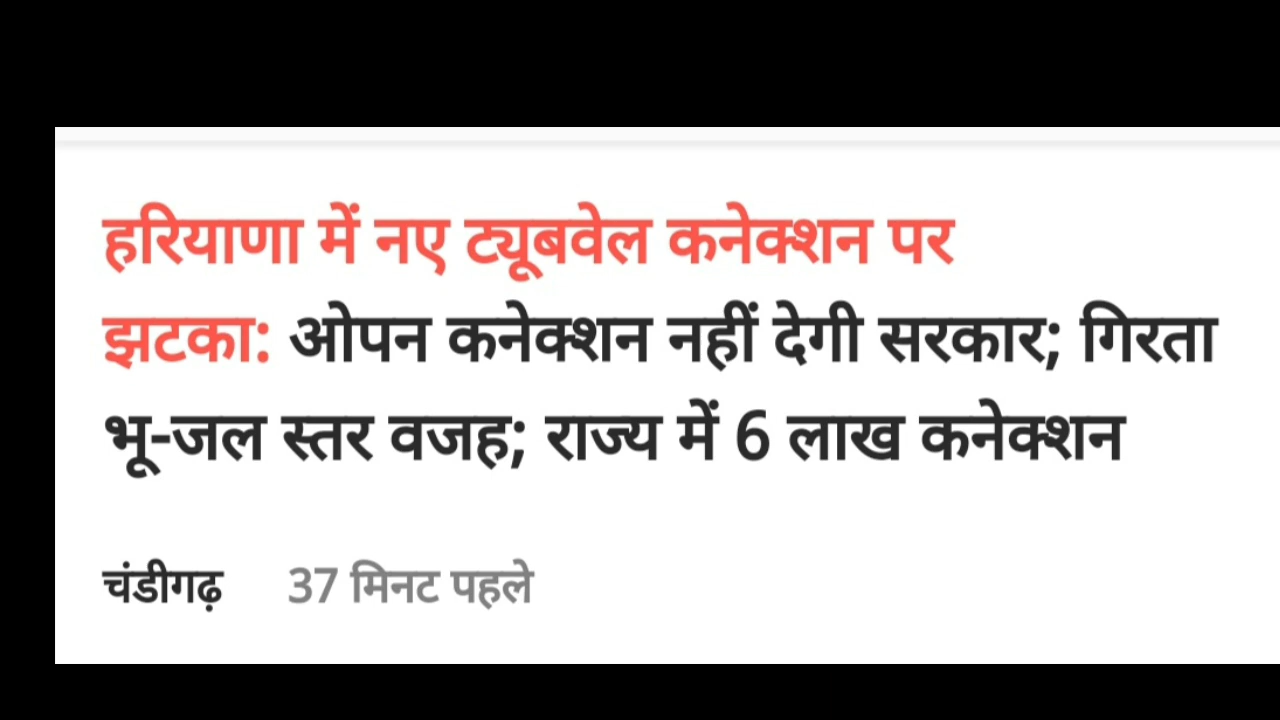 हरियाणा में नए ट्यूबवेल कनेक्शन पर
झटका: ओपन कनेक्शन नहीं देगी सरकार; गिरता
भू-जल स्तर वजह; राज्य में 6 लाख कनेक्शन
चंडीगढ़ 37 मिनट पहले